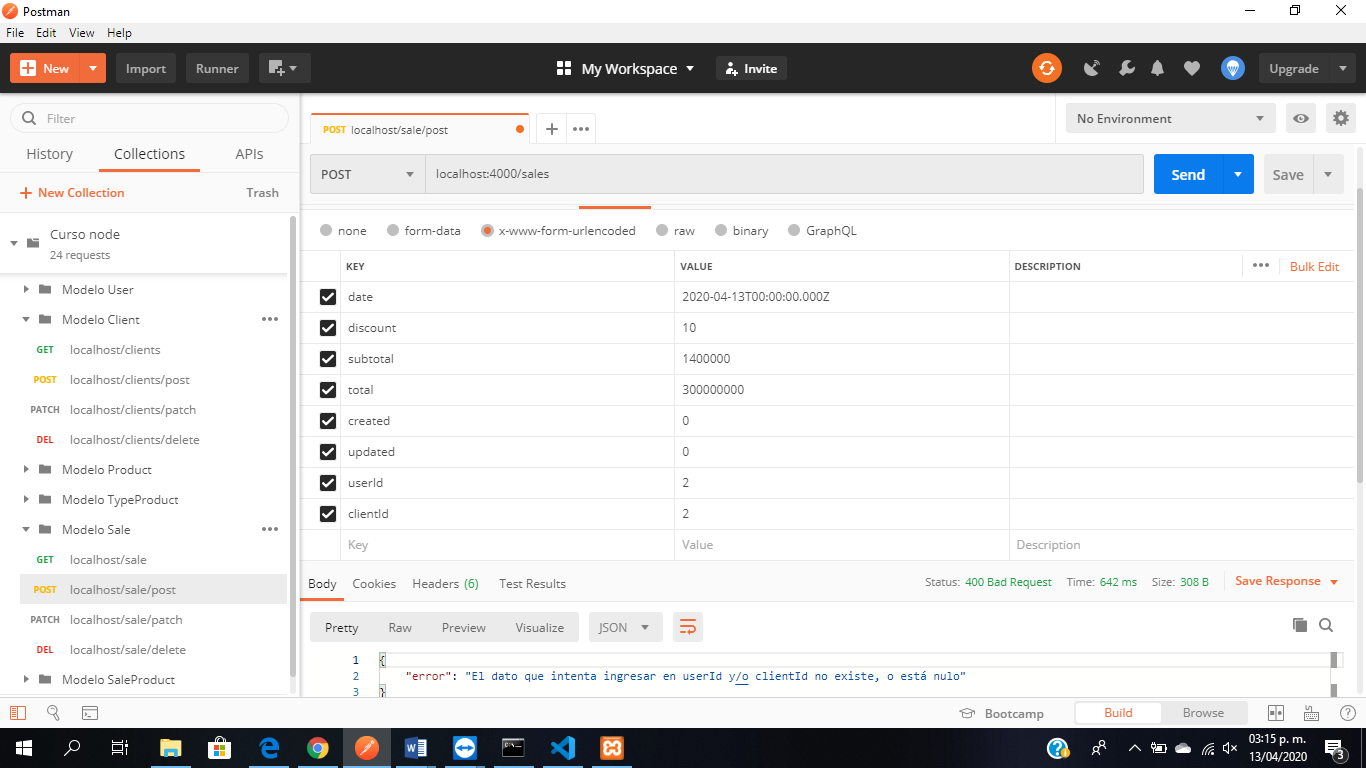 Postman
File Edit View Help
New Import Runner My Workspace Invite Upgrade
Filter
History Collections APIs
New Collection Trash
Curso node
24 requests
Modelo User
Modelo Client
GET localhost/clients
POST localhost/clients/post
PATCH localhost/clients/patch
DEL localhost/clients/delete
Modelo Product
Modelo TypeProduct
Modelo Sale
GET localhost/sale
POST localhost/sale/post
PATCH localhost/sale/patch
DEL localhost/sale/delete
Modelo SaleProduct
POST localhost/sale/post
No Environment
POST localhost:4000/sales Send Save
none form-data x-www-form-urlencoded raw binary GraphQL
KEY VALUE DESCRIPTION Bulk Edit
date 2020-04-13T00:00:00.000Z
discount 10
subtotal 1400000
total 300000000
created 0
updated 0
userId 2
clientId 2
Key Value Description
Body Cookies Headers (6) Test Results Status: 400 Bad Request Time: 642 ms Size: 308 B Save Response
Pretty Raw Preview Visualize JSON
1 {
2 "error": "El dato que intenta ingresar en userId y/o clientId no existe, o está nulo"
3 }
Bootcamp Build Browse
03:15 p. m.
13/04/2020
3